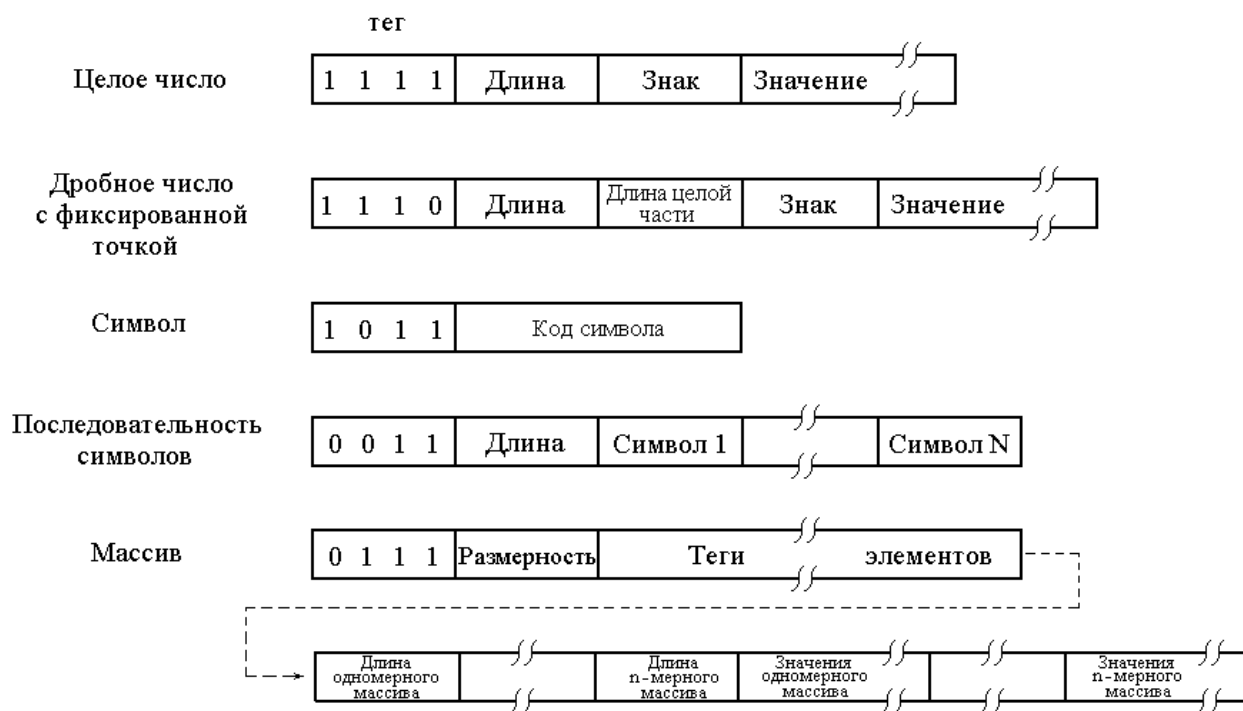 тег
Целое число
1 1 1 1 Длина Знак Значение
Дробное число
с фиксированной
точкой
1 1 1 0 Длина Длина целой части Знак Значение
Символ
1 0 1 1 Код символа
Последовательность
символов
0 0 1 1 Длина Символ 1 Символ N
Массив
0 1 1 1 Размерность Теги элементов
Длина
одномерного
массива
Длина
n-мерного
массива
Значения
одномерного
массива
Значения
n-мерного
массива